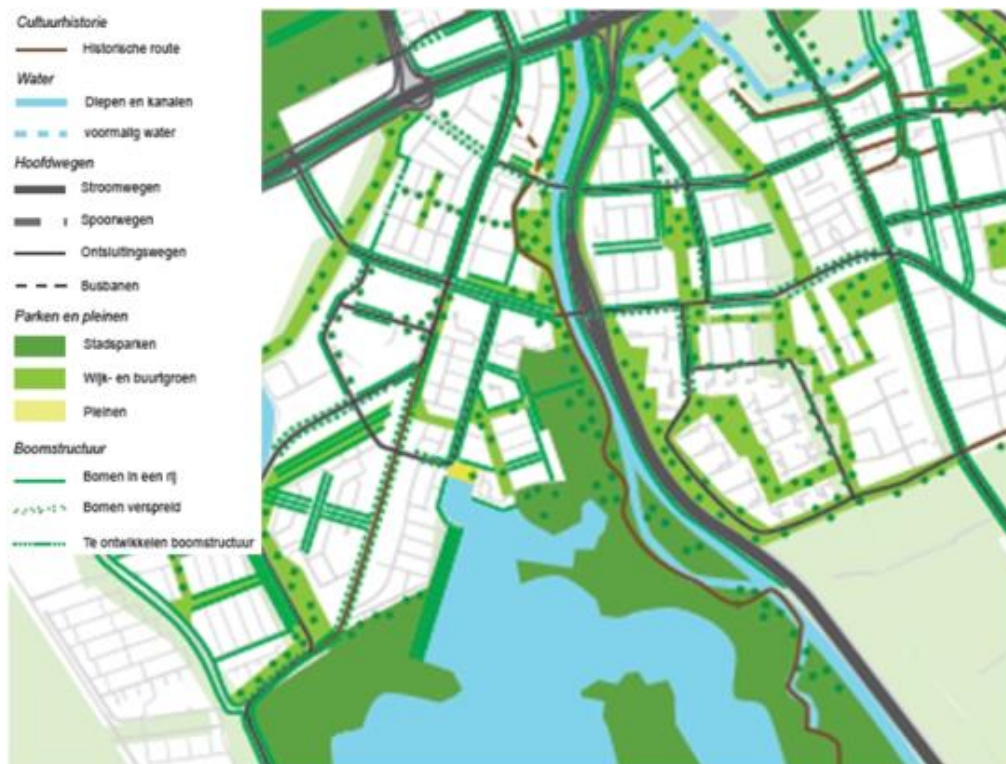 Cultuurhistorie
Historische route
Water
Diepen en kanalen
voormalig water
Hoofdwegen
Stroomwegen
Spoorwegen
Ontsluitingswegen
Busbanen
Parken en pleinen
Stadsparken
Wijk- en buurtgroen
Pleinen
Boomstructuur
Bomen in een rij
Bomen verspreid
Te ontwikkelen boomstructuur